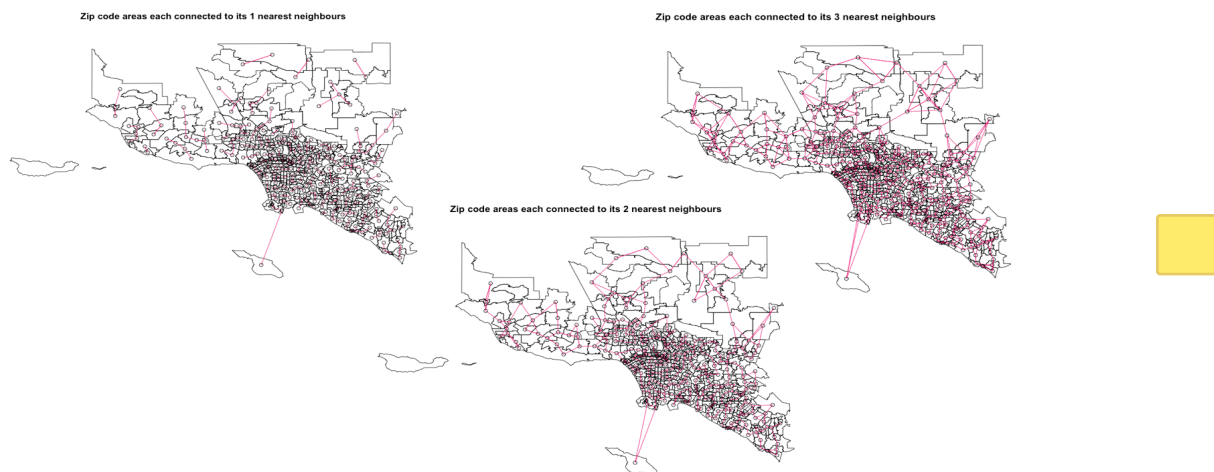 Zip code areas each connected to its 1 nearest neighbours
Zip code areas each connected to its 3 nearest neighbours
Zip code areas each connected to its 2 nearest neighbours